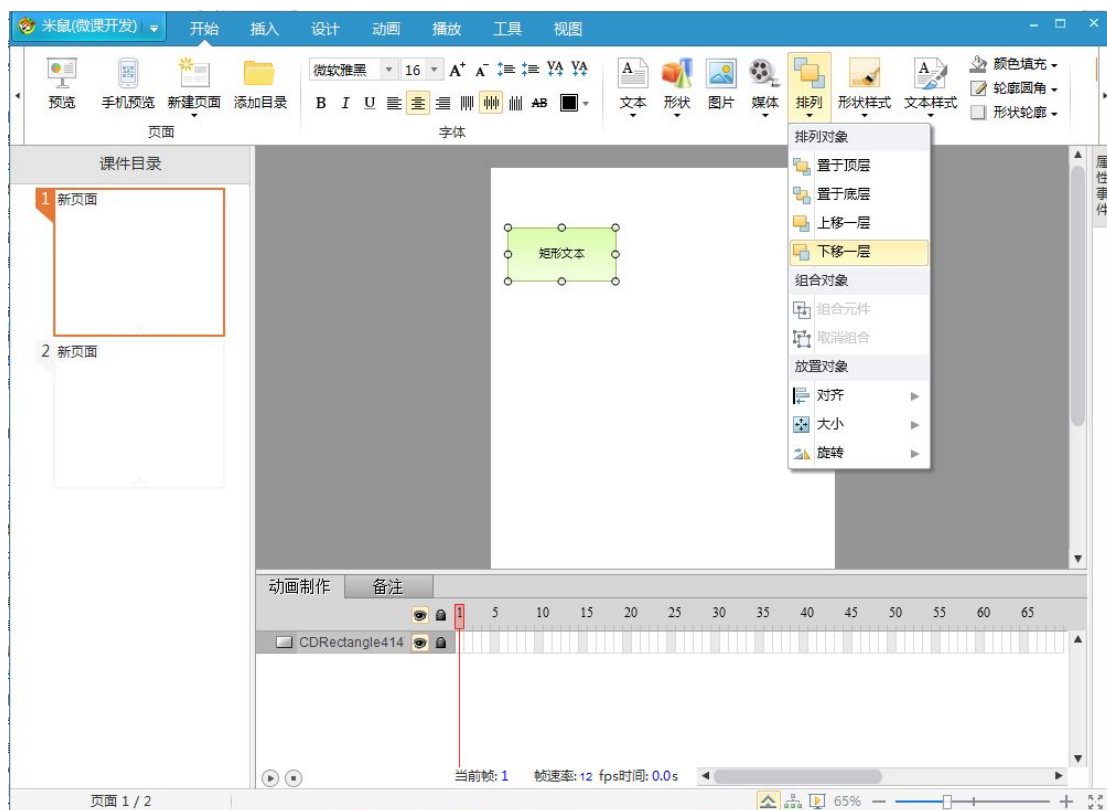 米鼠(微课开发) 开始 插入 设计 动画 播放 工具 视图
微软雅黑 16 A+ A- VA VA 颜色填充
轮廓圆角
形状轮廓
预览 手机预览 新建页面 添加目录 B I U AB 文本 形状 图片 媒体 排列 形状样式 文本样式
页面 字体
排列对象
置于顶层
置于底层
上移一层
下移一层
组合对象
组合元件
取消组合
放置对象
对齐
大小
旋转
课件目录
1 新页面
2 新页面
矩形文本
属性事件
动画制作 备注
1 5 10 15 20 25 30 35 40 45 50 55 60 65
CDRectangle414
当前帧: 1 帧速率: 12 fps时间: 0.0s
页面 1 / 2 65%